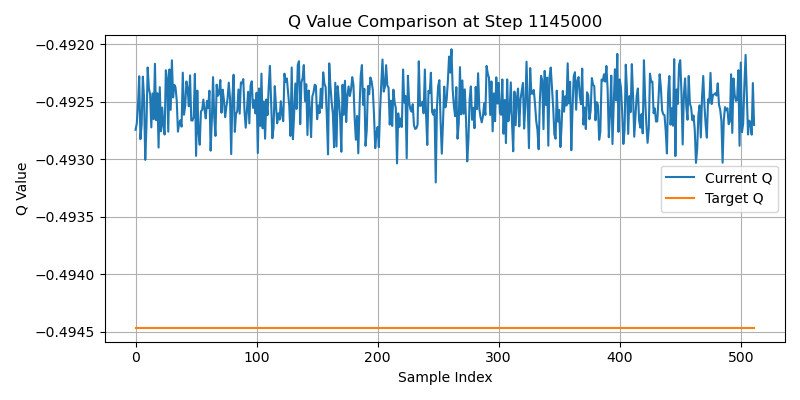 Q Value Comparison at Step 1145000
Q Value
−0.4920
−0.4925
−0.4930
−0.4935
−0.4940
−0.4945
Current Q
Target Q
0 100 200 300 400 500
Sample Index